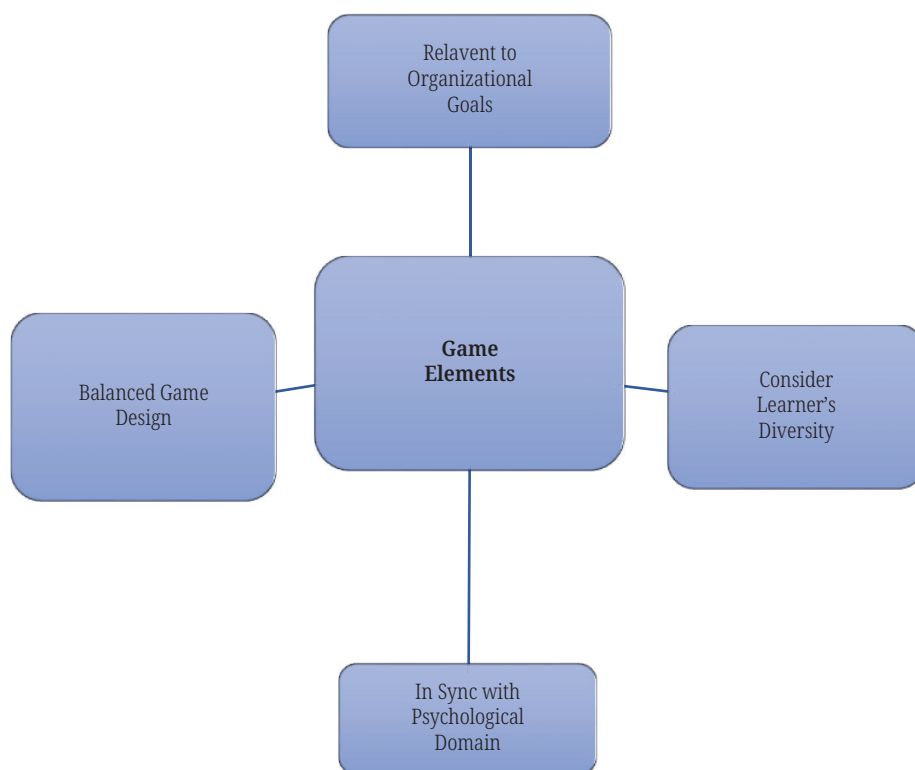 Relavent to
Organizational
Goals
Game
Elements
Balanced Game
Design
Consider
Learner’s
Diversity
In Sync with
Psychological
Domain